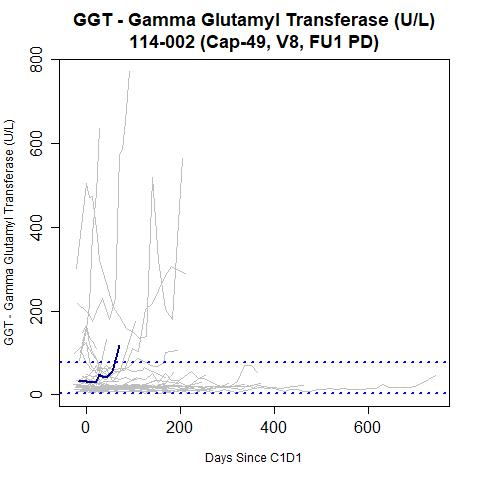 GGT - Gamma Glutamyl Transferase (U/L)
114-002 (Cap-49, V8, FU1 PD)
GGT - Gamma Glutamyl Transferase (U/L)
800
600
400
200
0
0 200 400 600
Days Since C1D1